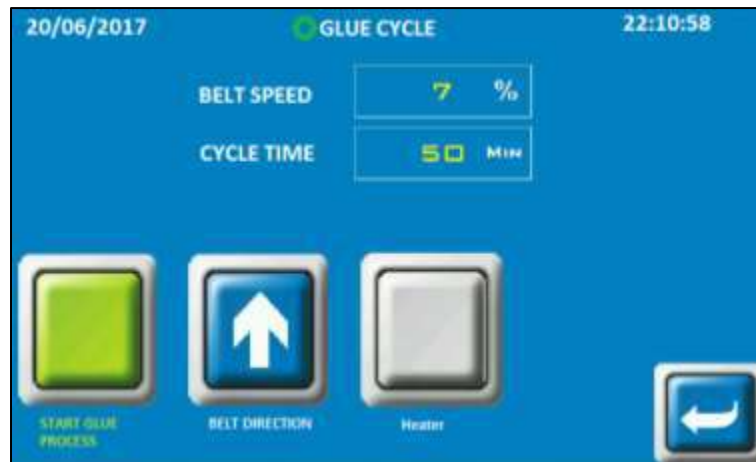 20/06/2017 GLUE CYCLE 22:10:58
BELT SPEED 7 %
CYCLE TIME 50 MIN
START GLUE
PROCESS
BELT DIRECTION
Heater